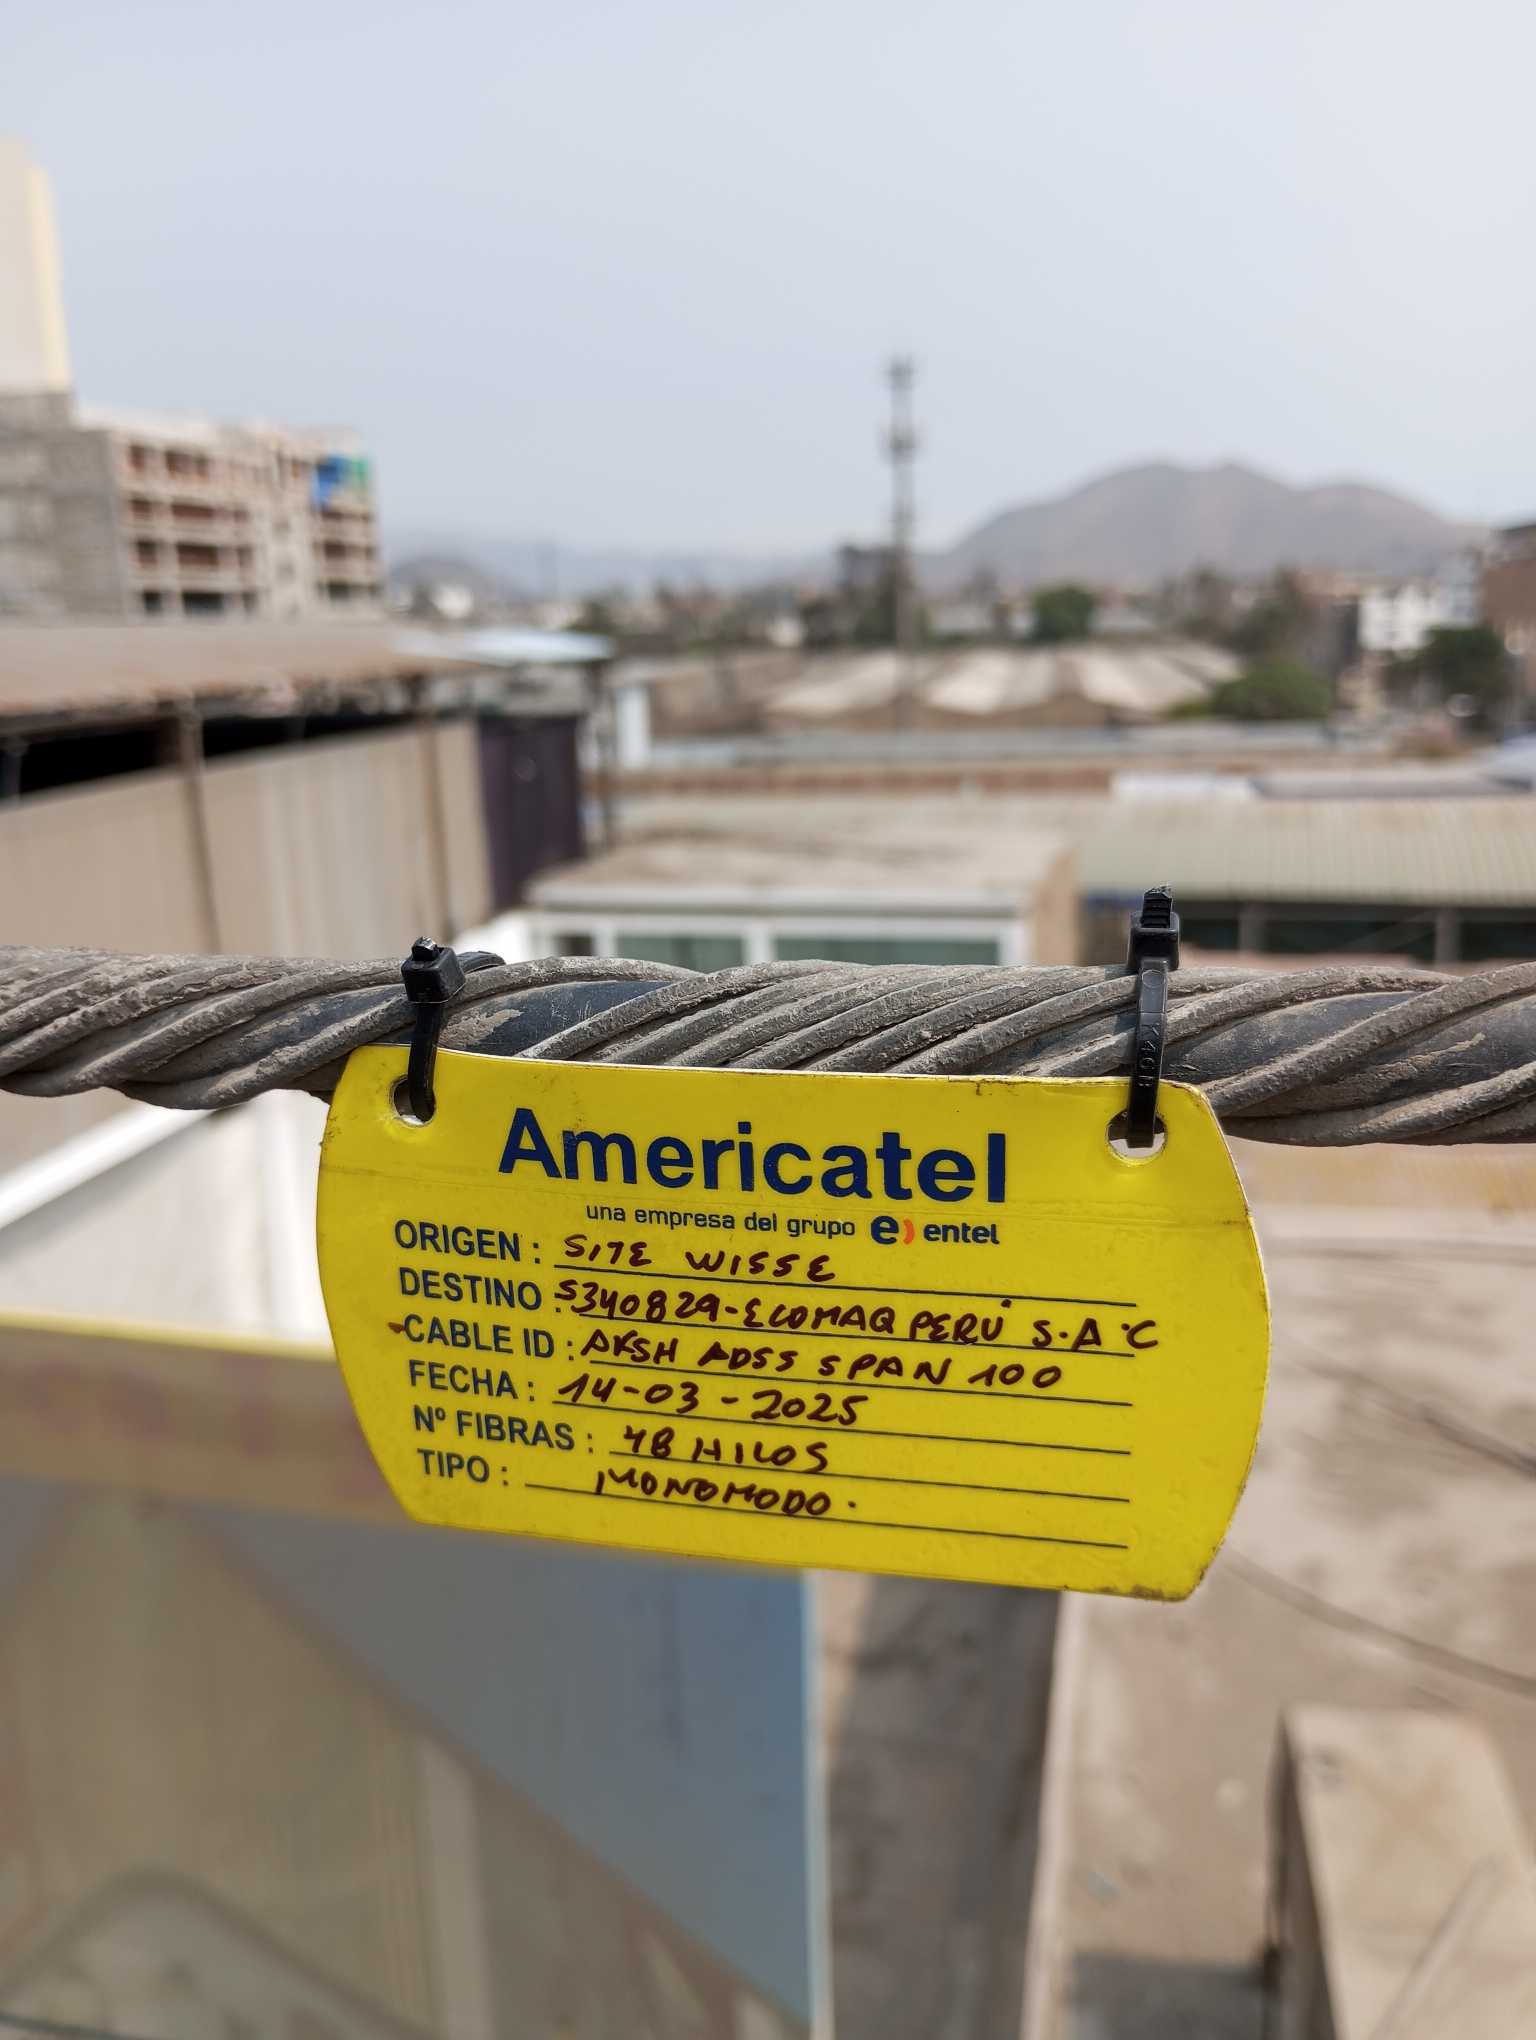 Americatel
una empresa del grupo e) entel
ORIGEN : SITE WISSE
DESTINO : S340829-ECOMAQ PERÚ S.A.C
CABLE ID : AKSH ADSS SPAN 100
FECHA : 14-03-2025
Nº FIBRAS : 48 HILOS
TIPO : MONOMODO.